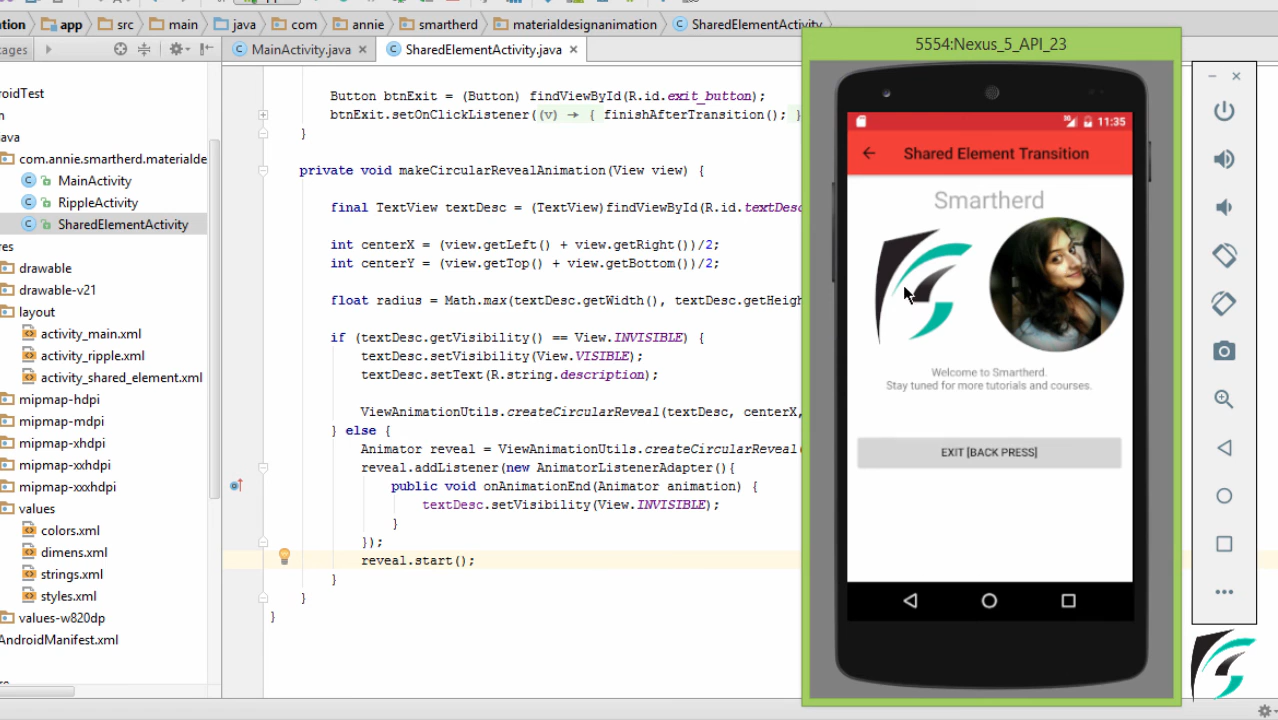 app src main java com annie smartherd materialdesignanimation SharedElementActivity
MainActivity.java SharedElementActivity.java
com.annie.smartherd.materialde
MainActivity
RippleActivity
SharedElementActivity
drawable
drawable-v21
layout
activity_main.xml
activity_ripple.xml
activity_shared_element.xml
mipmap-hdpi
mipmap-mdpi
mipmap-xhdpi
mipmap-xxhdpi
mipmap-xxxhdpi
values
colors.xml
dimens.xml
strings.xml
styles.xml
values-w820dp
AndroidManifest.xml
Button btnExit = (Button) findViewById(R.id.exit_button);
btnExit.setOnClickListener((v) → { finishAfterTransition(); }
}
private void makeCircularRevealAnimation(View view) {
final TextView textDesc = (TextView)findViewById(R.id.textDesc
int centerX = (view.getLeft() + view.getRight())/2;
int centerY = (view.getTop() + view.getBottom())/2;
float radius = Math.max(textDesc.getWidth(), textDesc.getHeigh
if (textDesc.getVisibility() == View.INVISIBLE) {
textDesc.setVisibility(View.VISIBLE);
textDesc.setText(R.string.description);
ViewAnimationUtils.createCircularReveal(textDesc, centerX,
} else {
Animator reveal = ViewAnimationUtils.createCircularReveal(
reveal.addListener(new AnimatorListenerAdapter(){
public void onAnimationEnd(Animator animation) {
textDesc.setVisibility(View.INVISIBLE);
}
});
reveal.start();
}
}
}
5554:Nexus_5_API_23
11:35
Shared Element Transition
Smartherd
Welcome to Smartherd.
Stay tuned for more tutorials and courses.
EXIT [BACK PRESS]